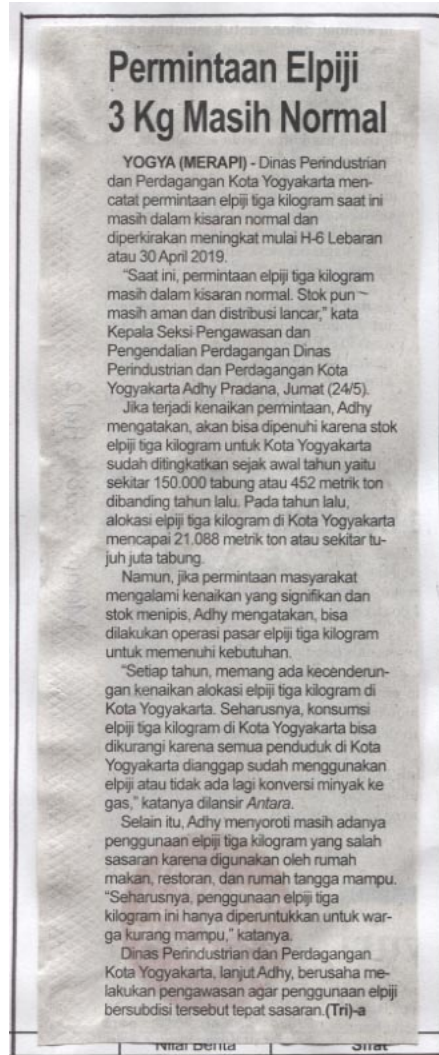 Permintaan Elpiji
3 Kg Masih Normal
YOGYA (MERAPI) - Dinas Perindustrian
dan Perdagangan Kota Yogyakarta men-
catat permintaan elpiji tiga kilogram saat ini
masih dalam kisaran normal dan
diperkirakan meningkat mulai H-6 Lebaran
atau 30 April 2019.
"Saat ini, permintaan elpiji tiga kilogram
masih dalam kisaran normal. Stok pun
masih aman dan distribusi lancar," kata
Kepala Seksi Pengawasan dan
Pengendalian Perdagangan Dinas
Perindustrian dan Perdagangan Kota
Yogyakarta Adhy Pradana, Jumat (24/5).
Jika terjadi kenaikan permintaan, Adhy
mengatakan, akan bisa dipenuhi karena stok
elpiji tiga kilogram untuk Kota Yogyakarta
sudah ditingkatkan sejak awal tahun yaitu
sekitar 150.000 tabung atau 452 metrik ton
dibanding tahun lalu. Pada tahun lalu,
alokasi elpiji tiga kilogram di Kota Yogyakarta
mencapai 21.088 metrik ton atau sekitar tu-
juh juta tabung.
Namun, jika permintaan masyarakat
mengalami kenaikan yang signifikan dan
stok menipis, Adhy mengatakan, bisa
dilakukan operasi pasar elpiji tiga kilogram
untuk memenuhi kebutuhan.
"Setiap tahun, memang ada kecenderun-
gan kenaikan alokasi elpiji tiga kilogram di
Kota Yogyakarta. Seharusnya, konsumsi
elpiji tiga kilogram di Kota Yogyakarta bisa
dikurangi karena semua penduduk di Kota
Yogyakarta dianggap sudah menggunakan
elpiji atau tidak ada lagi konversi minyak ke
gas," katanya dilansir Antara.
Selain itu, Adhy menyoroti masih adanya
penggunaan elpiji tiga kilogram yang salah
sasaran karena digunakan oleh rumah
makan, restoran, dan rumah tangga mampu.
"Seharusnya, penggunaan elpiji tiga
kilogram ini hanya diperuntukkan untuk war-
ga kurang mampu," katanya.
Dinas Perindustrian dan Perdagangan
Kota Yogyakarta, lanjut Adhy, berusaha me-
lakukan pengawasan agar penggunaan elpiji
bersubdisi tersebut tepat sasaran.(Tri)-a
Nilai Berita
Sifat